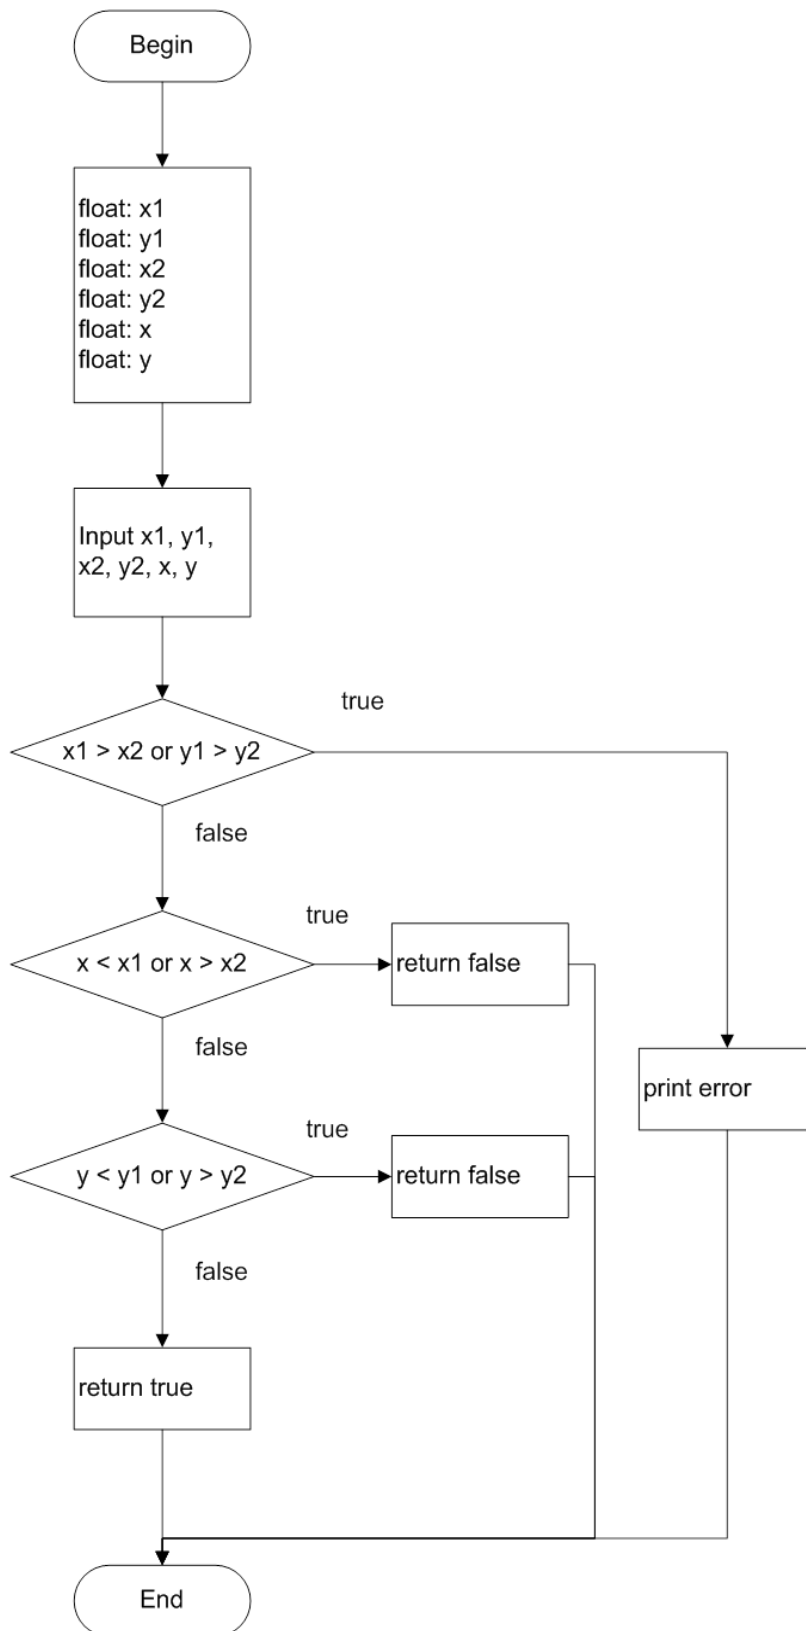 Begin
float: x1
float: y1
float: x2
float: y2
float: x
float: y
Input x1, y1,
x2, y2, x, y
true
x1 > x2 or y1 > y2
false
true
x < x1 or x > x2
return false
false
print error
true
y < y1 or y > y2
return false
false
return true
End